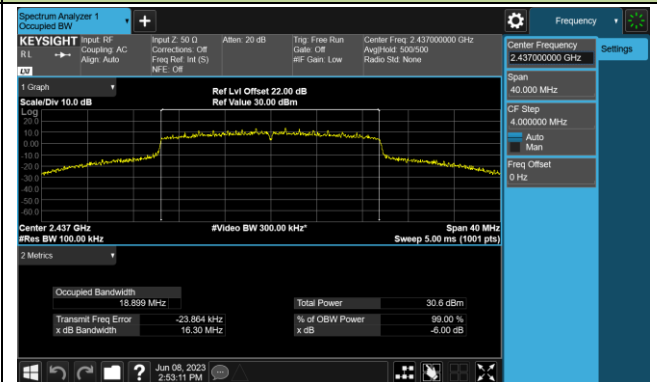 Spectrum Analyzer 1
Occupied BW
+
Frequency
KEYSIGHT
RL
LXI
Input: RF
Coupling: AC
Align: Auto
Input Z: 50 Ω
Corrections: Off
Freq Ref: Int (S)
NFE: Off
Atten: 20 dB
Trig: Free Run
Gate: Off
#IF Gain: Low
Center Freq: 2.437000000 GHz
Avg|Hold: 500/500
Radio Std: None
Center Frequency
2.437000000 GHz
Settings
Span
40.000 MHz
CF Step
4.000000 MHz
Auto
Man
Freq Offset
0 Hz
1 Graph
Scale/Div 10.0 dB
Ref Lvl Offset 22.00 dB
Ref Value 30.00 dBm
Log
20.0
10.0
0.00
-10.0
-20.0
-30.0
-40.0
-50.0
-60.0
Center 2.437 GHz
#Res BW 100.00 kHz
#Video BW 300.00 kHz*
Span 40 MHz
Sweep 5.00 ms (1001 pts)
2 Metrics
Occupied Bandwidth
18.899 MHz
Total Power 30.6 dBm
Transmit Freq Error -23.864 kHz
% of OBW Power 99.00 %
x dB Bandwidth 16.30 MHz
x dB -6.00 dB
?
Jun 08, 2023
2:53:11 PM